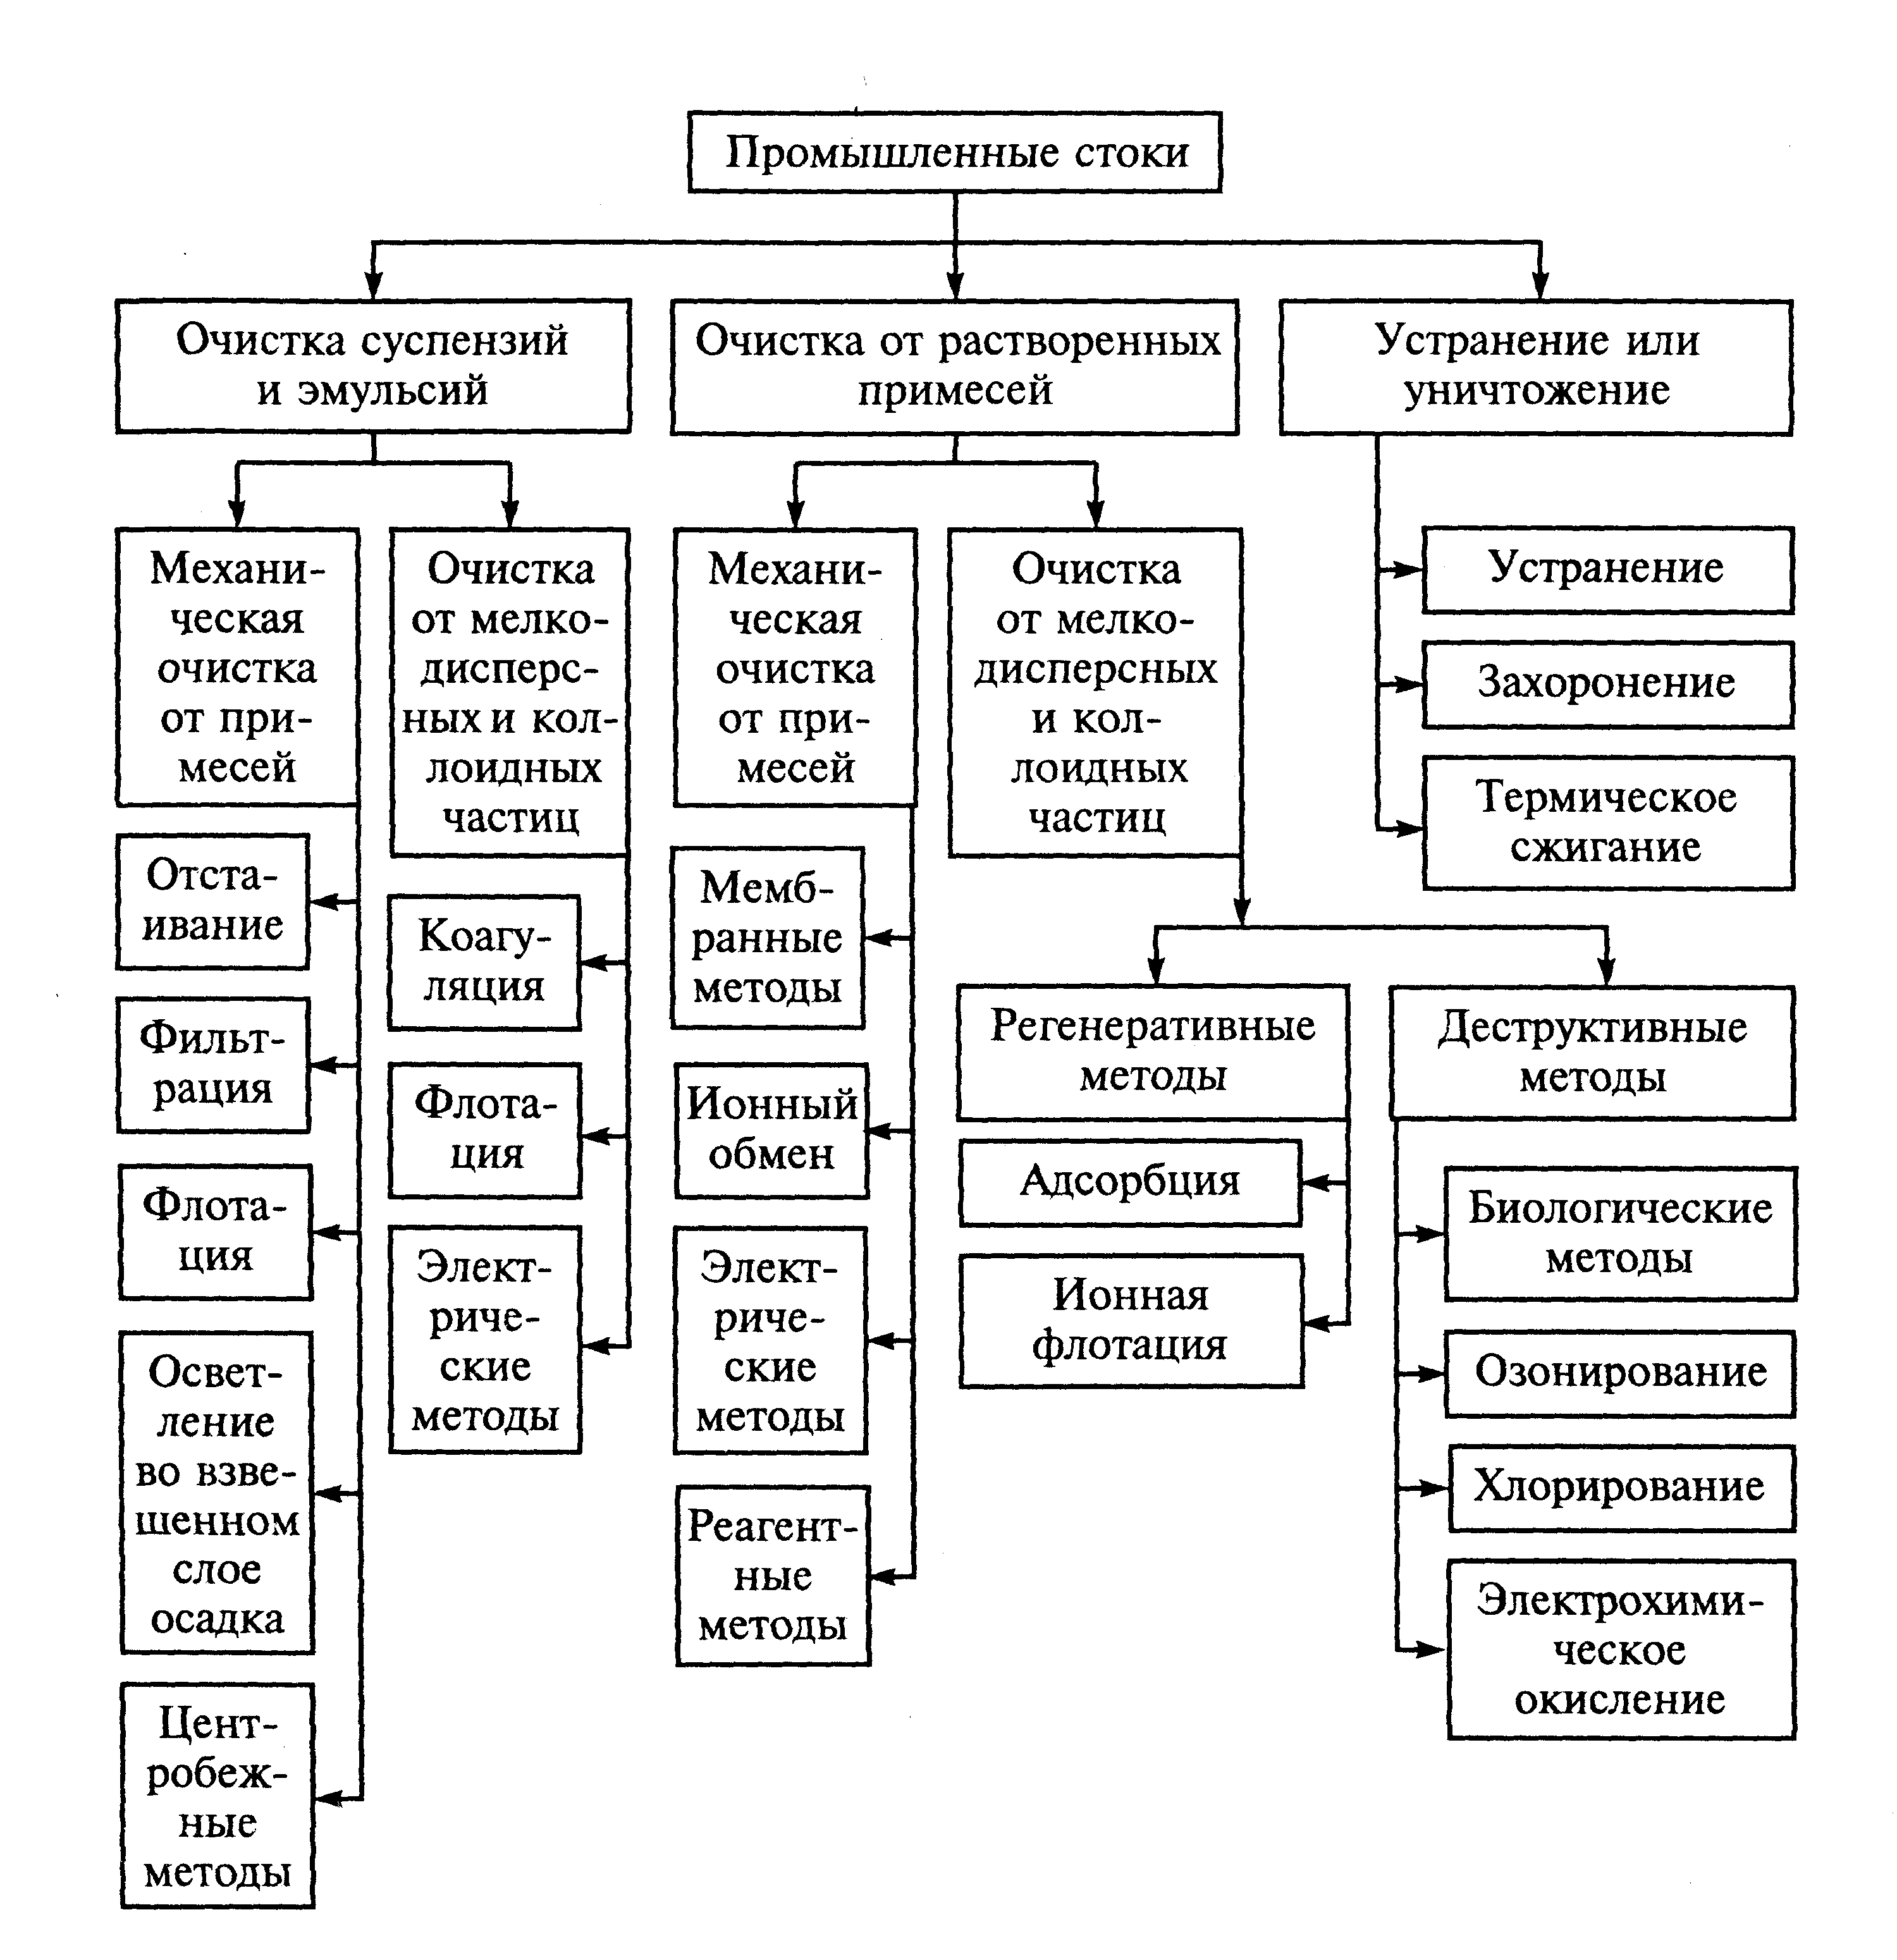 Промышленные стоки
Очистка суспензий
и эмульсий
Очистка от растворенных
примесей
Устранение или
уничтожение
Механи-
ческая
очистка
от при-
месей
Очистка
от мелко-
дисперс-
ных и кол-
лоидных
частиц
Механи-
ческая
очистка
от при-
месей
Очистка
от мелко-
дисперсных
и кол-
лоидных
частиц
Устранение
Захоронение
Термическое
сжигание
Отста-
ивание
Фильт-
рация
Флота-
ция
Освет-
ление
во взве-
шенном
слое
осадка
Цент-
робеж-
ные
методы
Коагу-
ляция
Флота-
ция
Элект-
риче-
ские
методы
Мемб-
ранные
методы
Ионный
обмен
Элект-
риче-
ские
методы
Реагент-
ные
методы
Регенеративные
методы
Адсорбция
Ионная
флотация
Деструктивные
методы
Биологические
методы
Озонирование
Хлорирование
Электрохими-
ческое
окисление